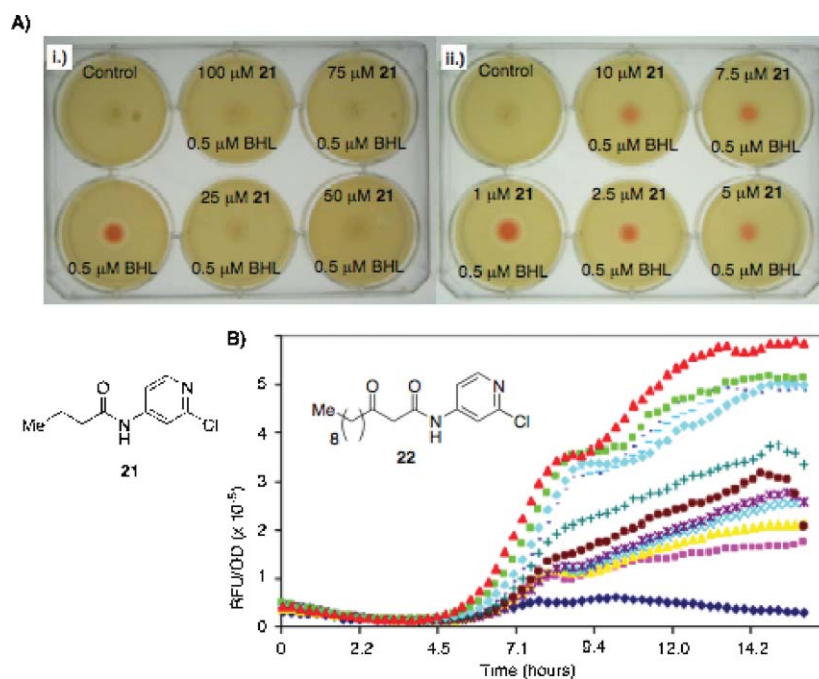 A)
i.)
Control
100 μM 21
75 μM 21
0.5 μM BHL
0.5 μM BHL
25 μM 21
50 μM 21
0.5 μM BHL
0.5 μM BHL
0.5 μM BHL
ii.)
Control
10 μM 21
7.5 μM 21
0.5 μM BHL
0.5 μM BHL
1 μM 21
2.5 μM 21
5 μM 21
0.5 μM BHL
0.5 μM BHL
0.5 μM BHL
O
N
Me
N
H
Cl
21
B)
O
O
N
Me
8
N
H
Cl
22
5
4
3
2
1
0
RFU/OD (x 10⁻⁵)
0
2.2
4.5
7.1
9.4
12.0
14.2
Time (hours)